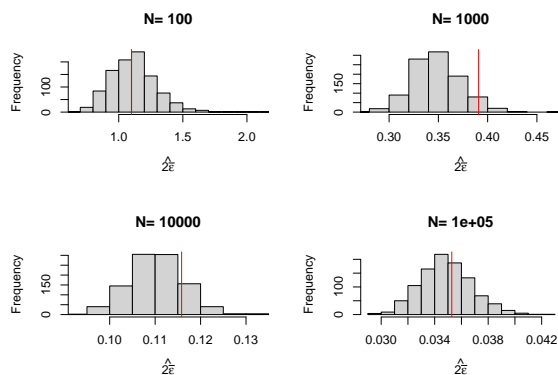 N= 100
Frequency
0 100
1.0 1.5 2.0
2ε̂
N= 1000
Frequency
0 150
0.30 0.35 0.40 0.45
2ε̂
N= 10000
Frequency
0 150
0.10 0.11 0.12 0.13
2ε̂
N= 1e+05
Frequency
0 100
0.030 0.034 0.038 0.042
2ε̂